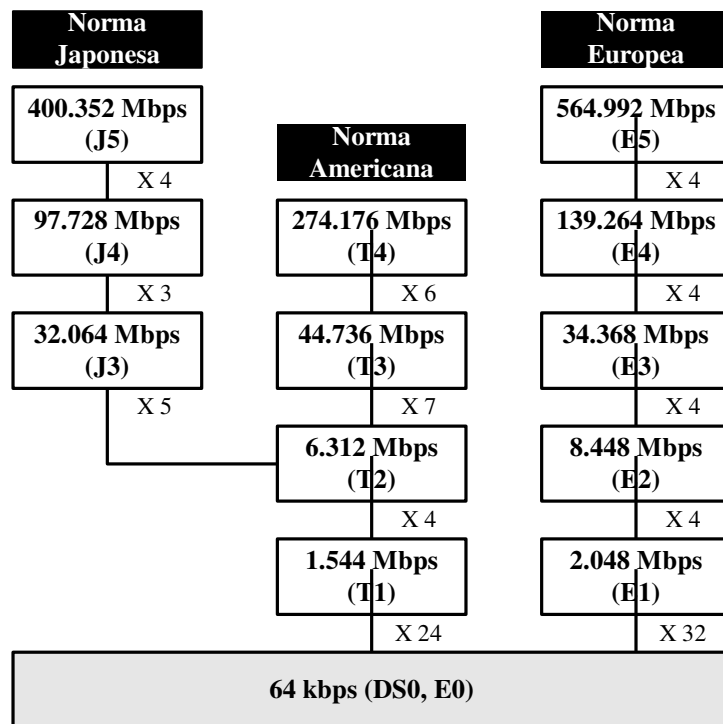 Norma
Japonesa
400.352 Mbps
(J5)
X 4
97.728 Mbps
(J4)
X 3
32.064 Mbps
(J3)
X 5
Norma
Americana
274.176 Mbps
(T4)
X 6
44.736 Mbps
(T3)
X 7
6.312 Mbps
(T2)
X 4
1.544 Mbps
(T1)
X 24
Norma
Europea
564.992 Mbps
(E5)
X 4
139.264 Mbps
(E4)
X 4
34.368 Mbps
(E3)
X 4
8.448 Mbps
(E2)
X 4
2.048 Mbps
(E1)
X 32
64 kbps (DS0, E0)